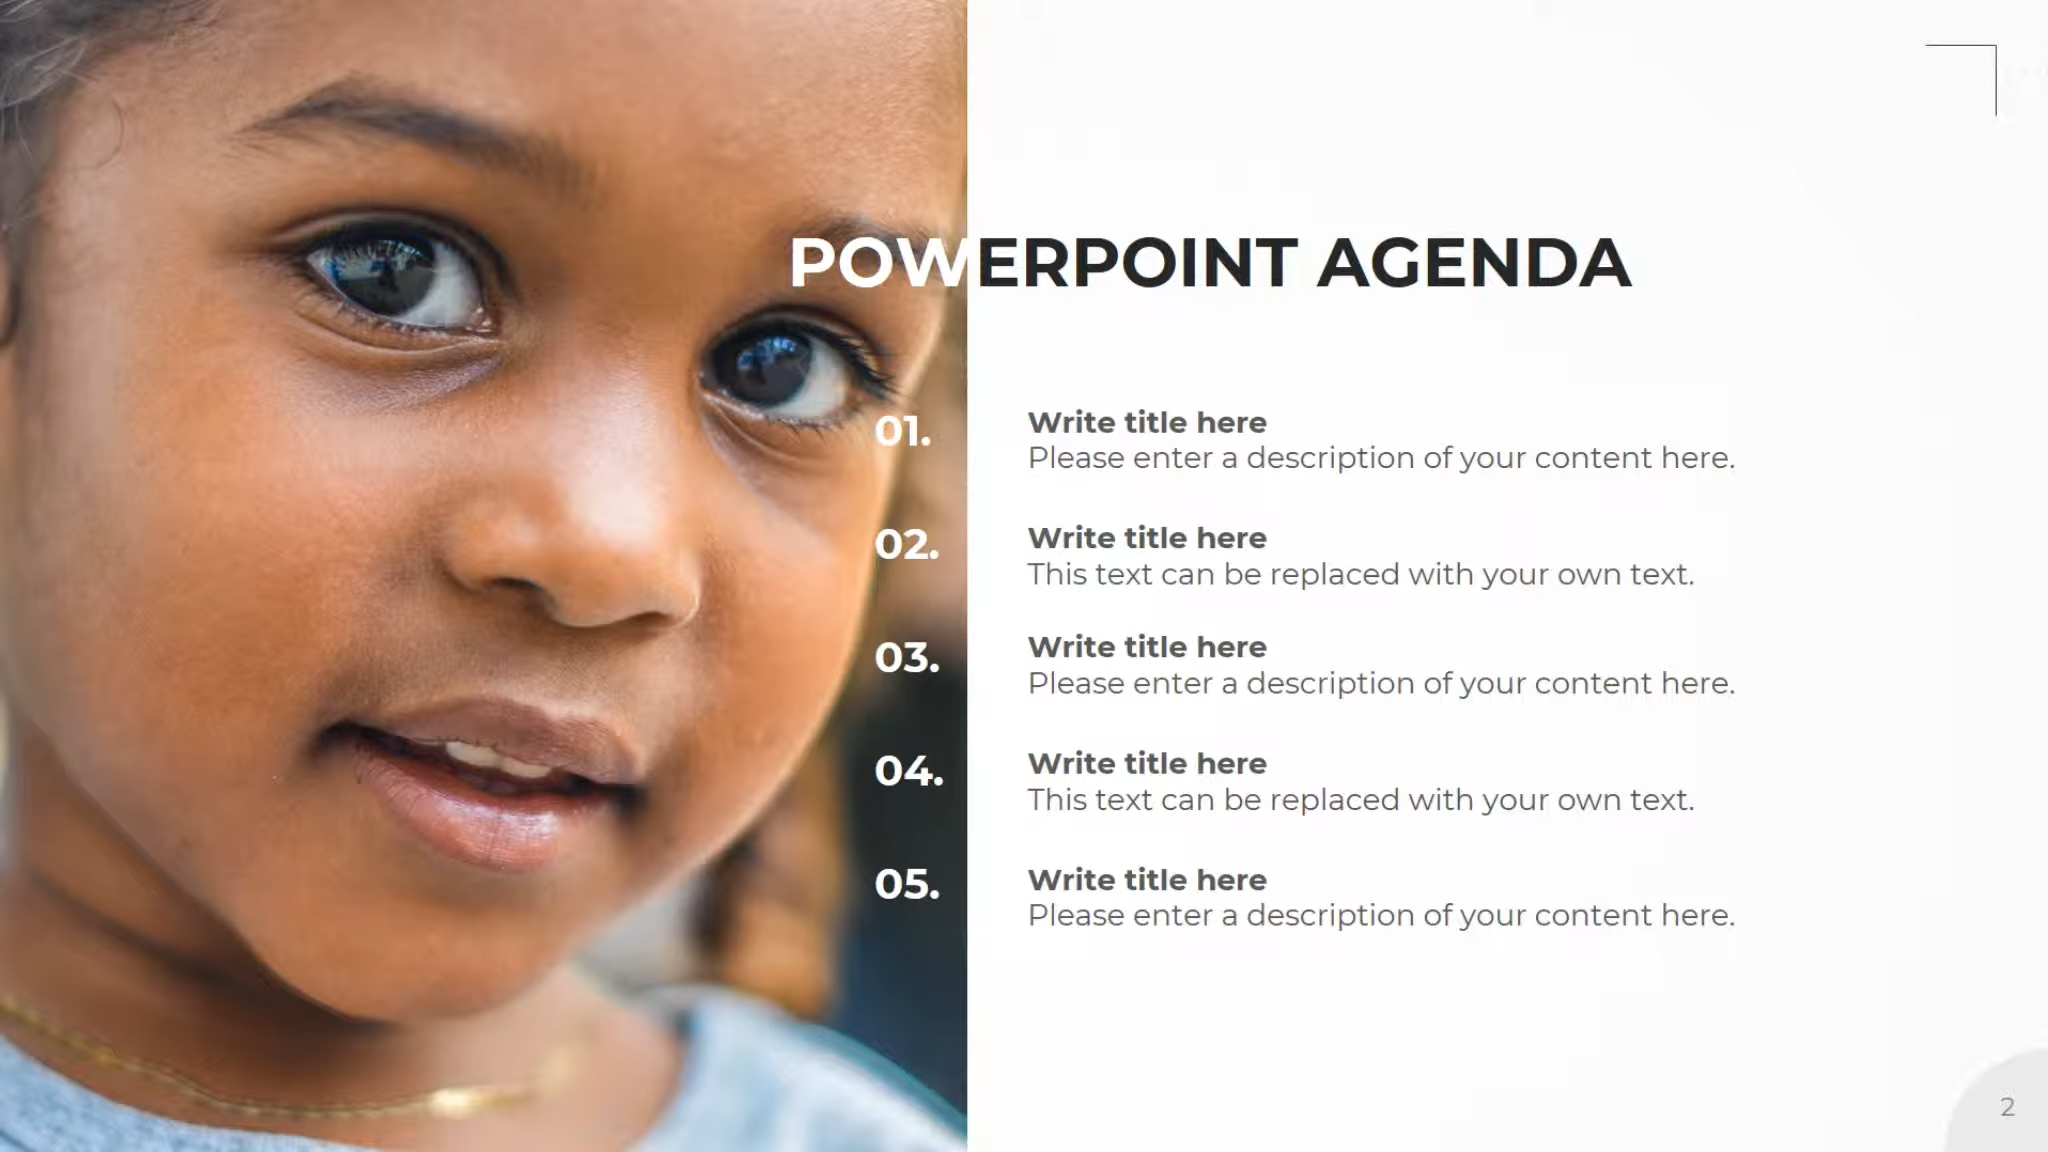 POWERPOINT AGENDA
01.
Write title here
Please enter a description of your content here.
02.
Write title here
This text can be replaced with your own text.
03.
Write title here
Please enter a description of your content here.
04.
Write title here
This text can be replaced with your own text.
05.
Write title here
Please enter a description of your content here.
2